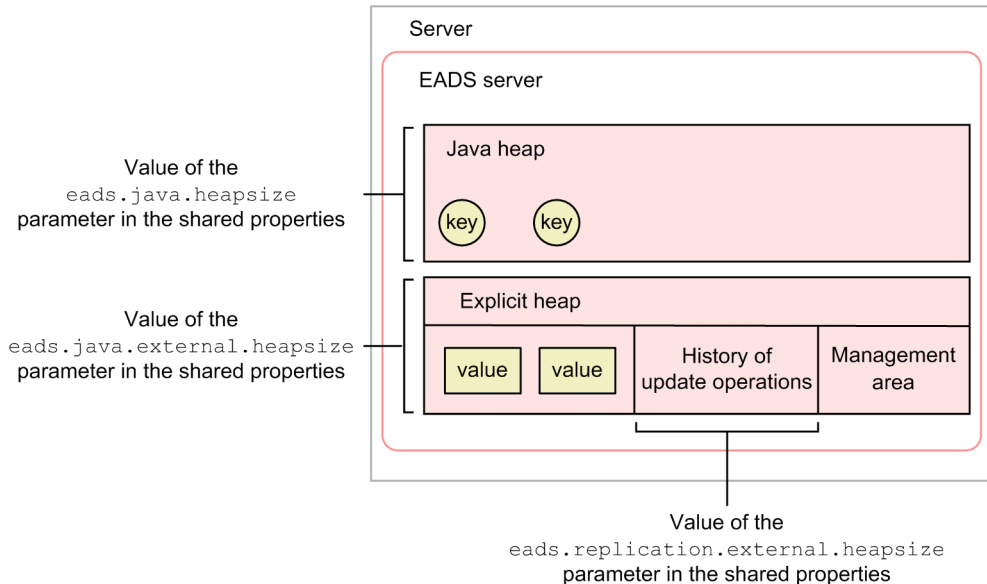 Server
EADS server
Value of the
eads.java.heapsize
parameter in the shared properties
Java heap
key
key
Value of the
eads.java.external.heapsize
parameter in the shared properties
Explicit heap
value
value
History of
update operations
Management
area
Value of the
eads.replication.external.heapsize
parameter in the shared properties